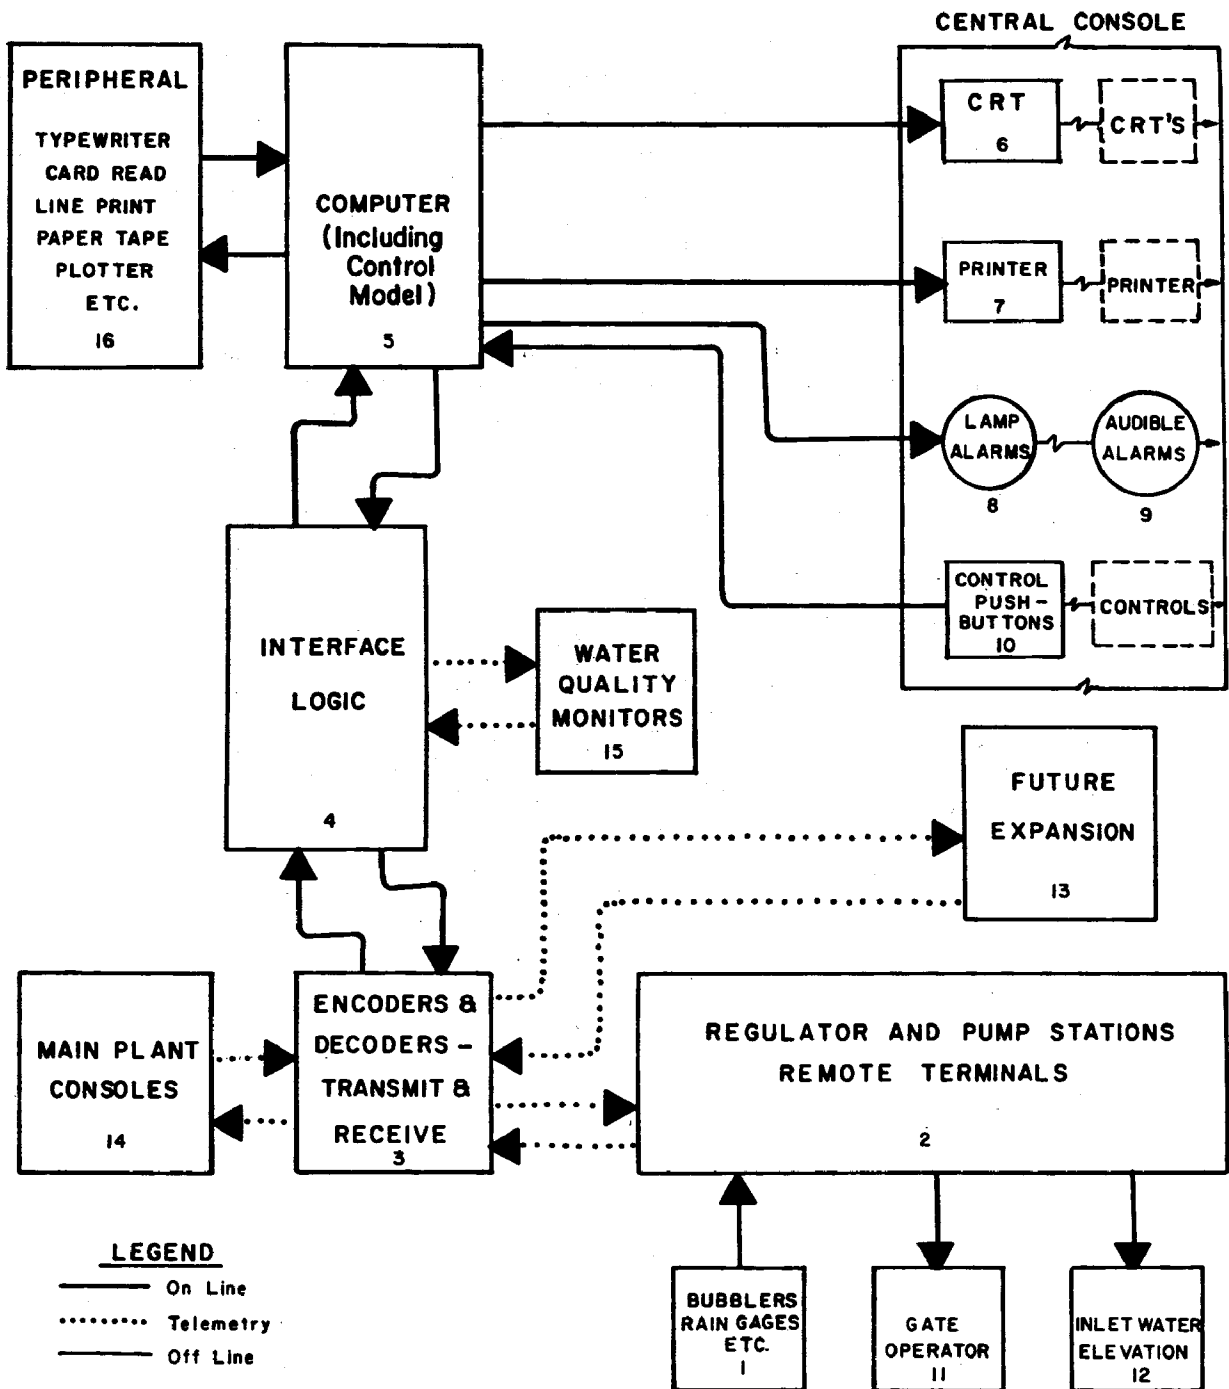 CENTRAL CONSOLE
PERIPHERAL
TYPEWRITER
CARD READ
LINE PRINT
PAPER TAPE
PLOTTER
ETC.
16
COMPUTER
(Including
Control
Model)
5
CRT
6
CRT'S
PRINTER
7
PRINTER
LAMP
ALARMS
8
AUDIBLE
ALARMS
9
CONTROL
PUSH-
BUTTONS
10
CONTROLS
INTERFACE
LOGIC
4
WATER
QUALITY
MONITORS
15
FUTURE
EXPANSION
13
MAIN PLANT
CONSOLES
14
ENCODERS &
DECODERS -
TRANSMIT &
RECEIVE
3
REGULATOR AND PUMP STATIONS
REMOTE TERMINALS
2
BUBBLERS
RAIN GAGES
ETC.
1
GATE
OPERATOR
11
INLET WATER
ELEVATION
12
LEGEND
On Line
Telemetry
Off Line